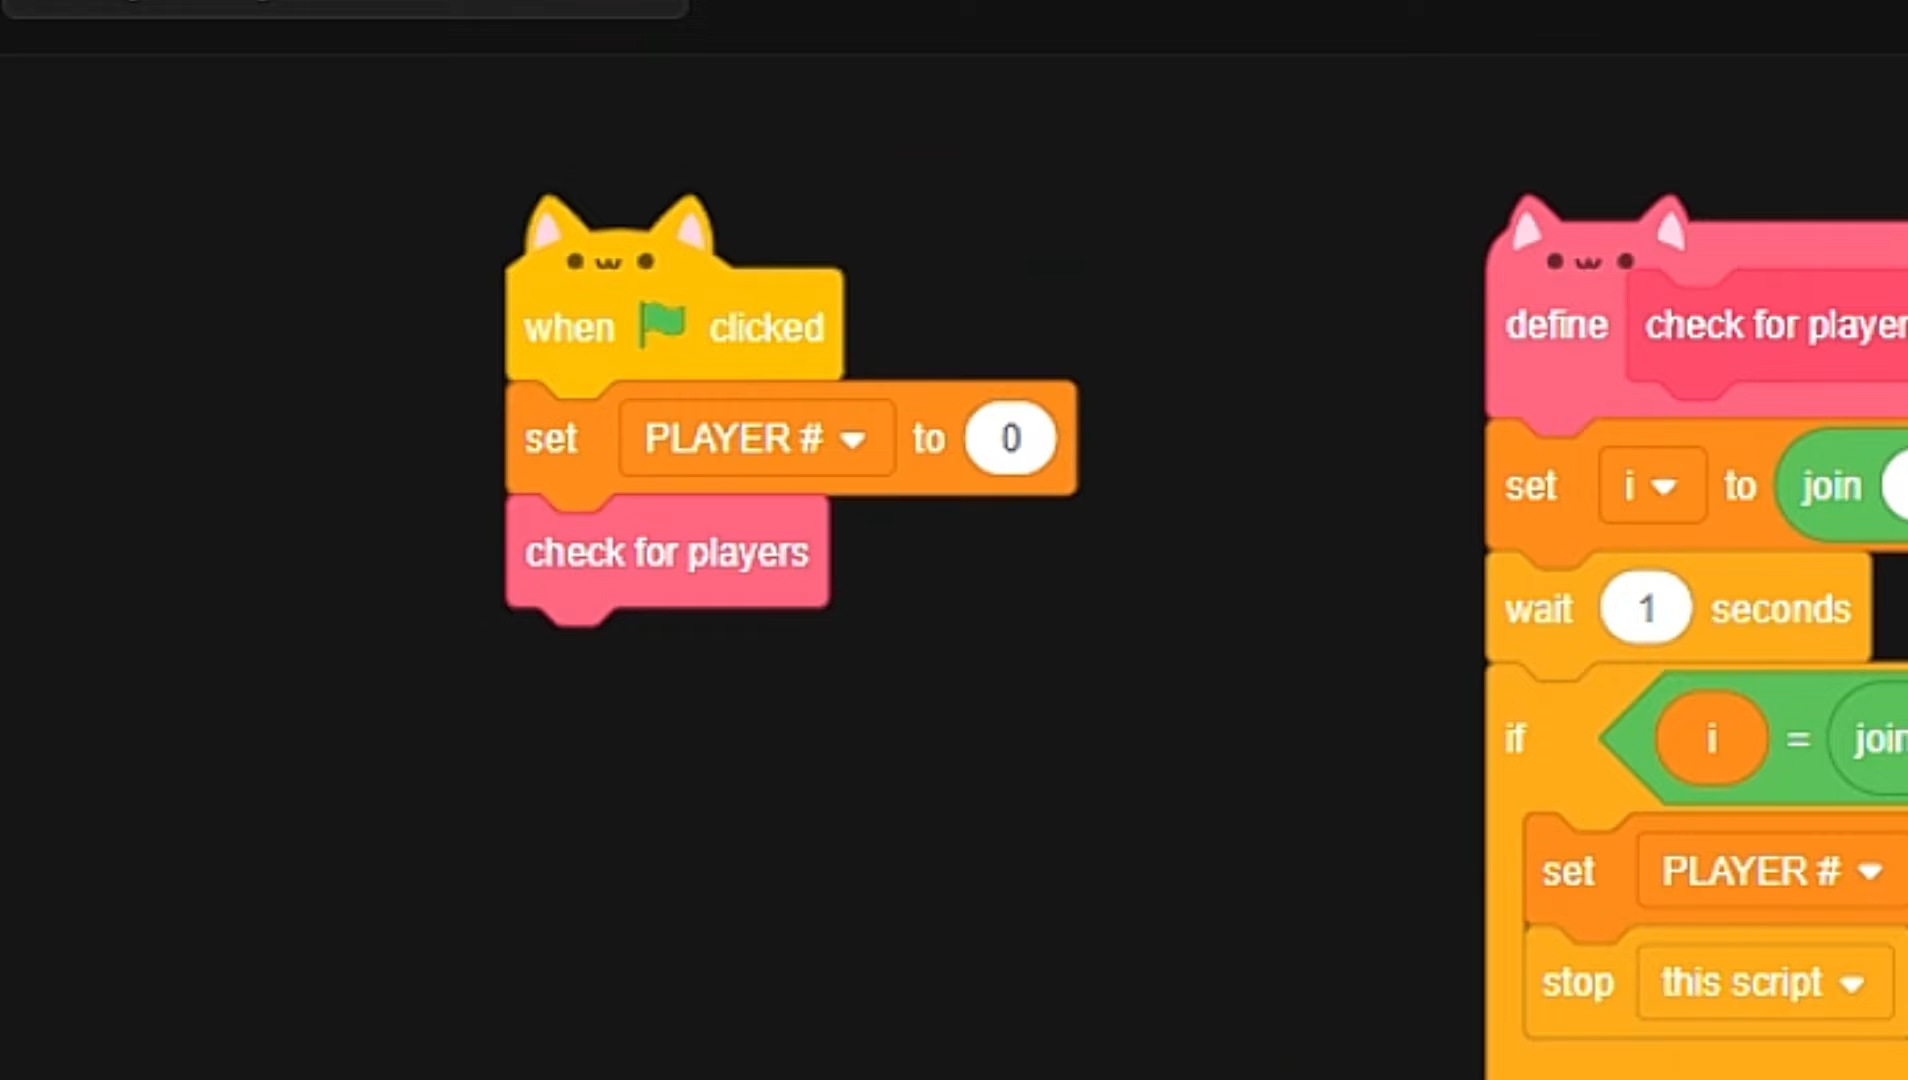 when clicked
set PLAYER # to 0
check for players
define check for player
set i to join
wait 1 seconds
if i = join
set PLAYER #
stop this script